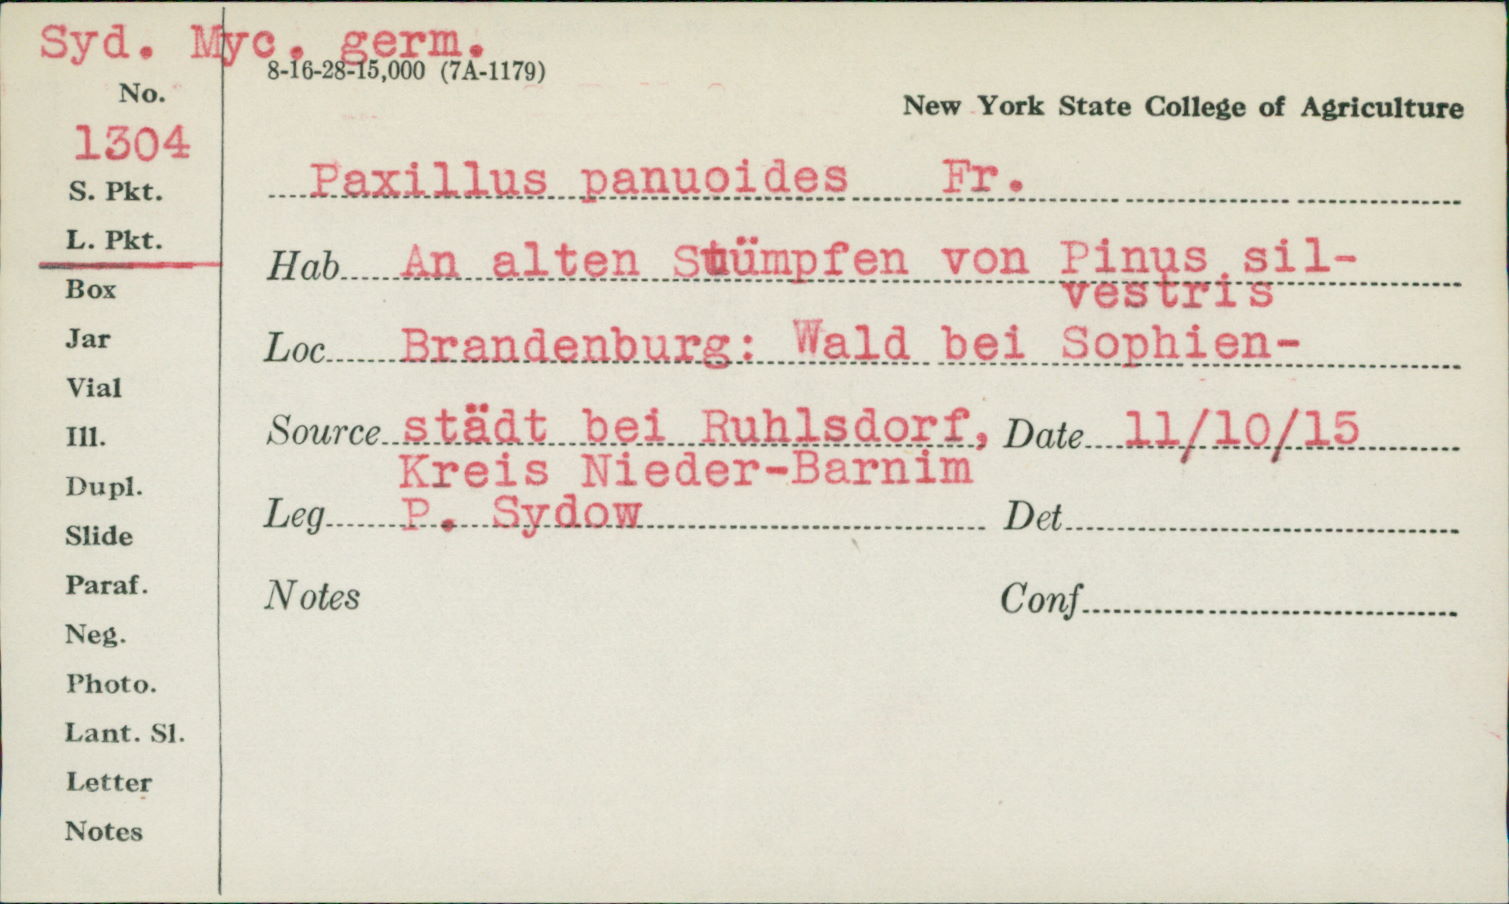 Syd. Myc. germ.
8-16-28-15,000 (7A-1179)
No.
New York State College of Agriculture
1304
Paxillus panuoides Fr.
S. Pkt.
L. Pkt.
Hab An alten Stümpfen von Pinus sil-
vestris
Box
Jar
Loc Brandenburg: Wald bei Sophien-
Vial
Ill.
Source städt bei Ruhlsdorf, Date 11/10/15
Kreis Nieder-Barnim
Dupl.
Leg P. Sydow Det
Slide
Paraf.
Notes Conf
Neg.
Photo.
Lant. Sl.
Letter
Notes